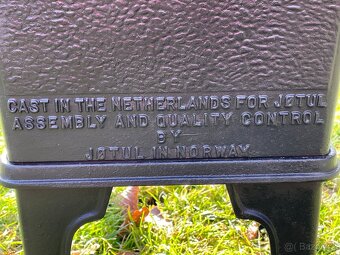 CAST IN THE NETHERLANDS FOR JØTUL
ASSEMBLY AND QUALITY CONTROL
BY
JØTUL IN NORWAY